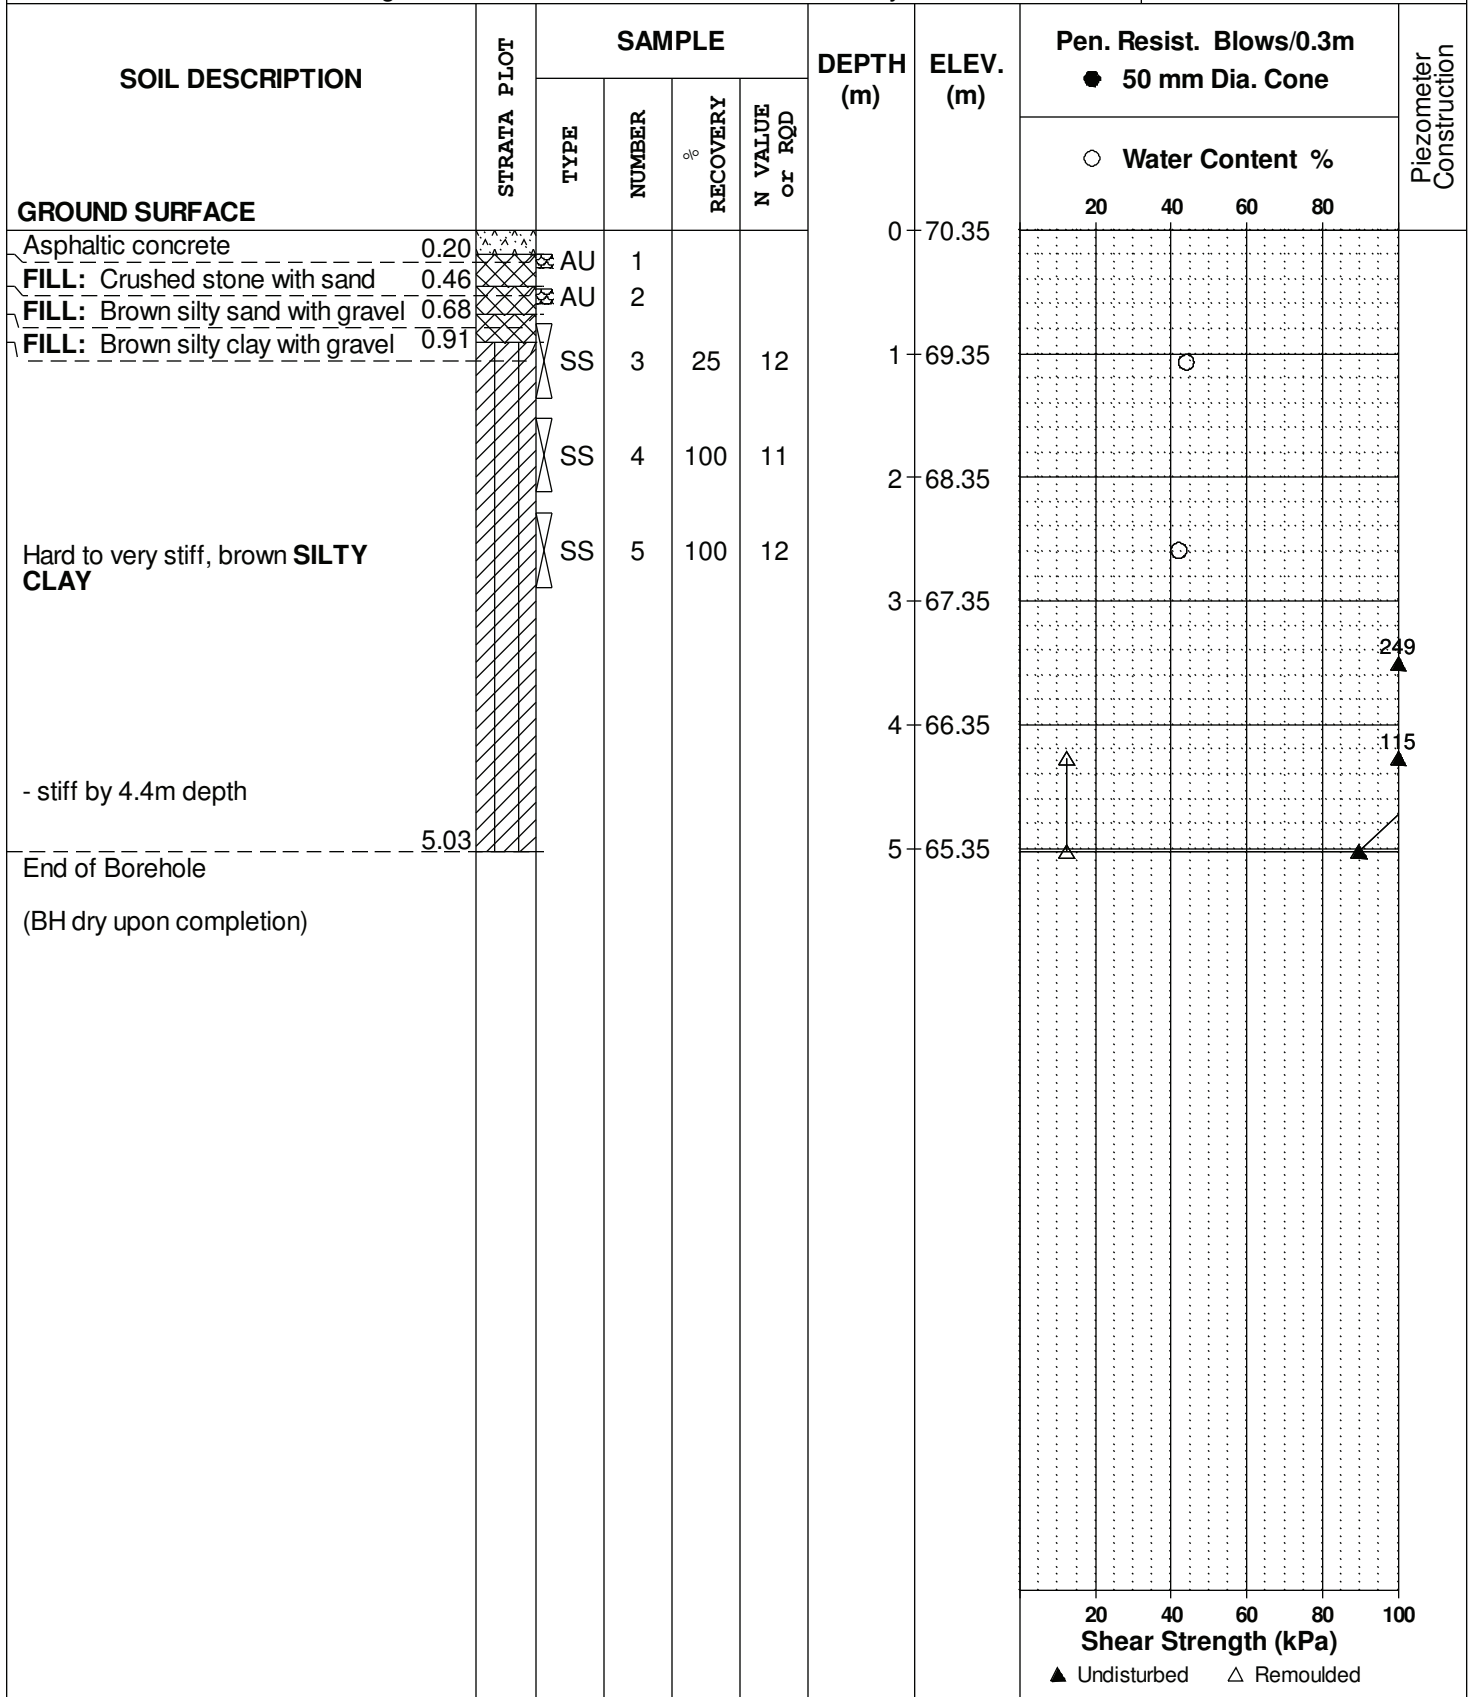 SOIL DESCRIPTION
GROUND SURFACE
STRATA PLOT
SAMPLE
TYPE
NUMBER
% RECOVERY
N VALUE or RQD
DEPTH
(m)
ELEV.
(m)
Pen. Resist. Blows/0.3m
● 50 mm Dia. Cone
○ Water Content %
20 40 60 80
Piezometer
Construction
0 70.35
Asphaltic concrete 0.20
AU 1
FILL: Crushed stone with sand 0.46
AU 2
FILL: Brown silty sand with gravel 0.68
FILL: Brown silty clay with gravel 0.91
1 69.35
SS 3 25 12
SS 4 100 11
2 68.35
Hard to very stiff, brown SILTY
CLAY
SS 5 100 12
3 67.35
249
4 66.35
115
- stiff by 4.4m depth
5.03
5 65.35
End of Borehole
(BH dry upon completion)
20 40 60 80 100
Shear Strength (kPa)
▲ Undisturbed △ Remoulded